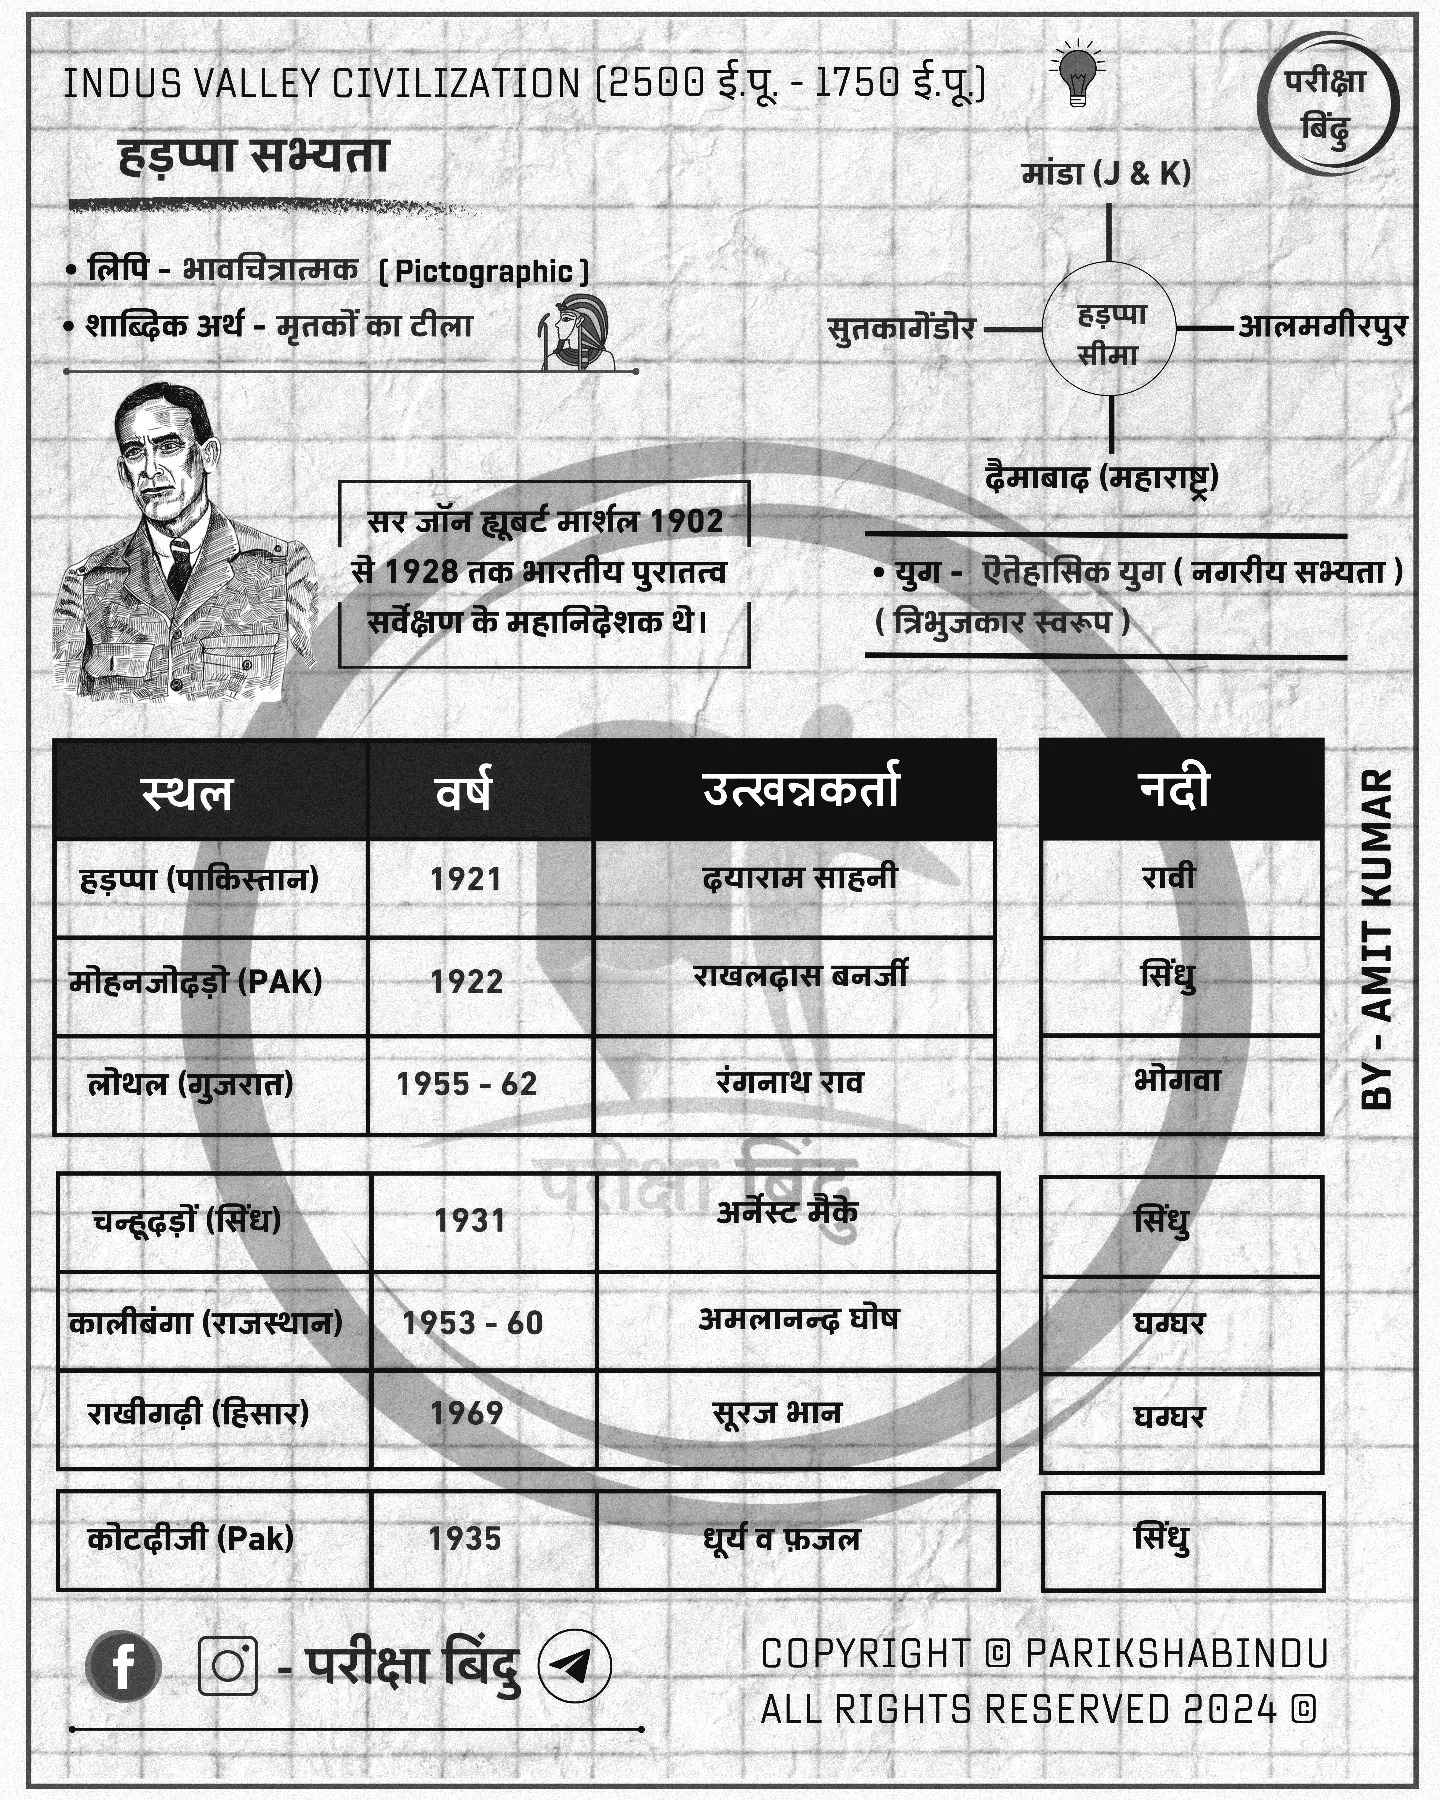 INDUS VALLEY CIVILIZATION (2500 ई.पू. - 1750 ई.पू.)
परीक्षा
बिंदु
हड़प्पा सभ्यता
• लिपि - भावचित्रात्मक ( Pictographic )
• शाब्दिक अर्थ - मृतकों का टीला
मांडा (J & K)
सुतकागेंडोर
हड़प्पा
सीमा
आलमगीरपुर
दैमाबाद (महाराष्ट्र)
सर जॉन ह्यूबर्ट मार्शल 1902
से 1928 तक भारतीय पुरातत्व
सर्वेक्षण के महानिदेशक थे।
• युग - ऐतेहासिक युग ( नगरीय सभ्यता )
( त्रिभुजकार स्वरूप )
स्थल वर्ष उत्खन्नकर्ता नदी
हड़प्पा (पाकिस्तान) 1921 दयाराम साहनी रावी
मोहनजोदड़ो (PAK) 1922 राखलदास बनर्जी सिंधु
लोथल (गुजरात) 1955 - 62 रंगनाथ राव भोगवा
परीक्षा बिंदु
चन्हूदड़ों (सिंध) 1931 अर्नेस्ट मैके सिंधु
कालीबंगा (राजस्थान) 1953 - 60 अमलानन्द घोष घग्घर
राखीगढ़ी (हिसार) 1969 सूरज भान घग्घर
कोटदीजी (Pak) 1935 धूर्य व फ़जल सिंधु
BY - AMIT KUMAR
- परीक्षा बिंदु
COPYRIGHT © PARIKSHABINDU
ALL RIGHTS RESERVED 2024 ©